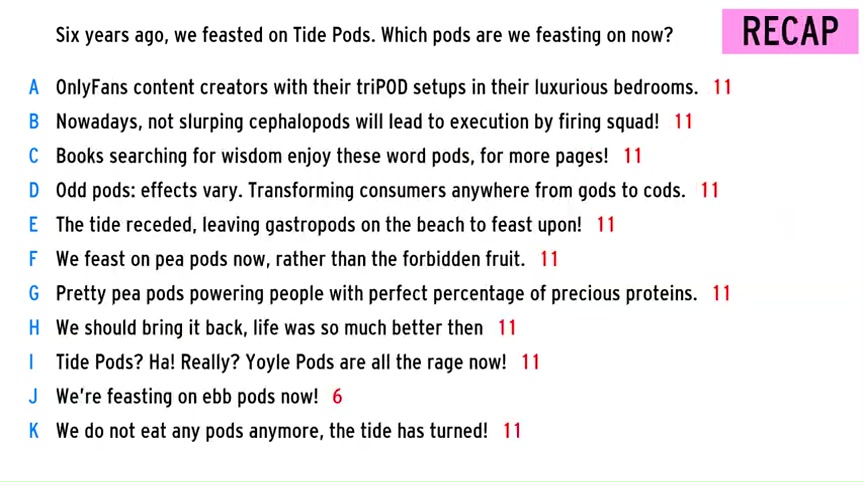 Six years ago, we feasted on Tide Pods. Which pods are we feasting on now?
RECAP
A OnlyFans content creators with their triPOD setups in their luxurious bedrooms. 11
B Nowadays, not slurping cephalopods will lead to execution by firing squad! 11
C Books searching for wisdom enjoy these word pods, for more pages! 11
D Odd pods: effects vary. Transforming consumers anywhere from gods to cods. 11
E The tide receded, leaving gastropods on the beach to feast upon! 11
F We feast on pea pods now, rather than the forbidden fruit. 11
G Pretty pea pods powering people with perfect percentage of precious proteins. 11
H We should bring it back, life was so much better then 11
I Tide Pods? Ha! Really? Yoyle Pods are all the rage now! 11
J We're feasting on ebb pods now! 6
K We do not eat any pods anymore, the tide has turned! 11